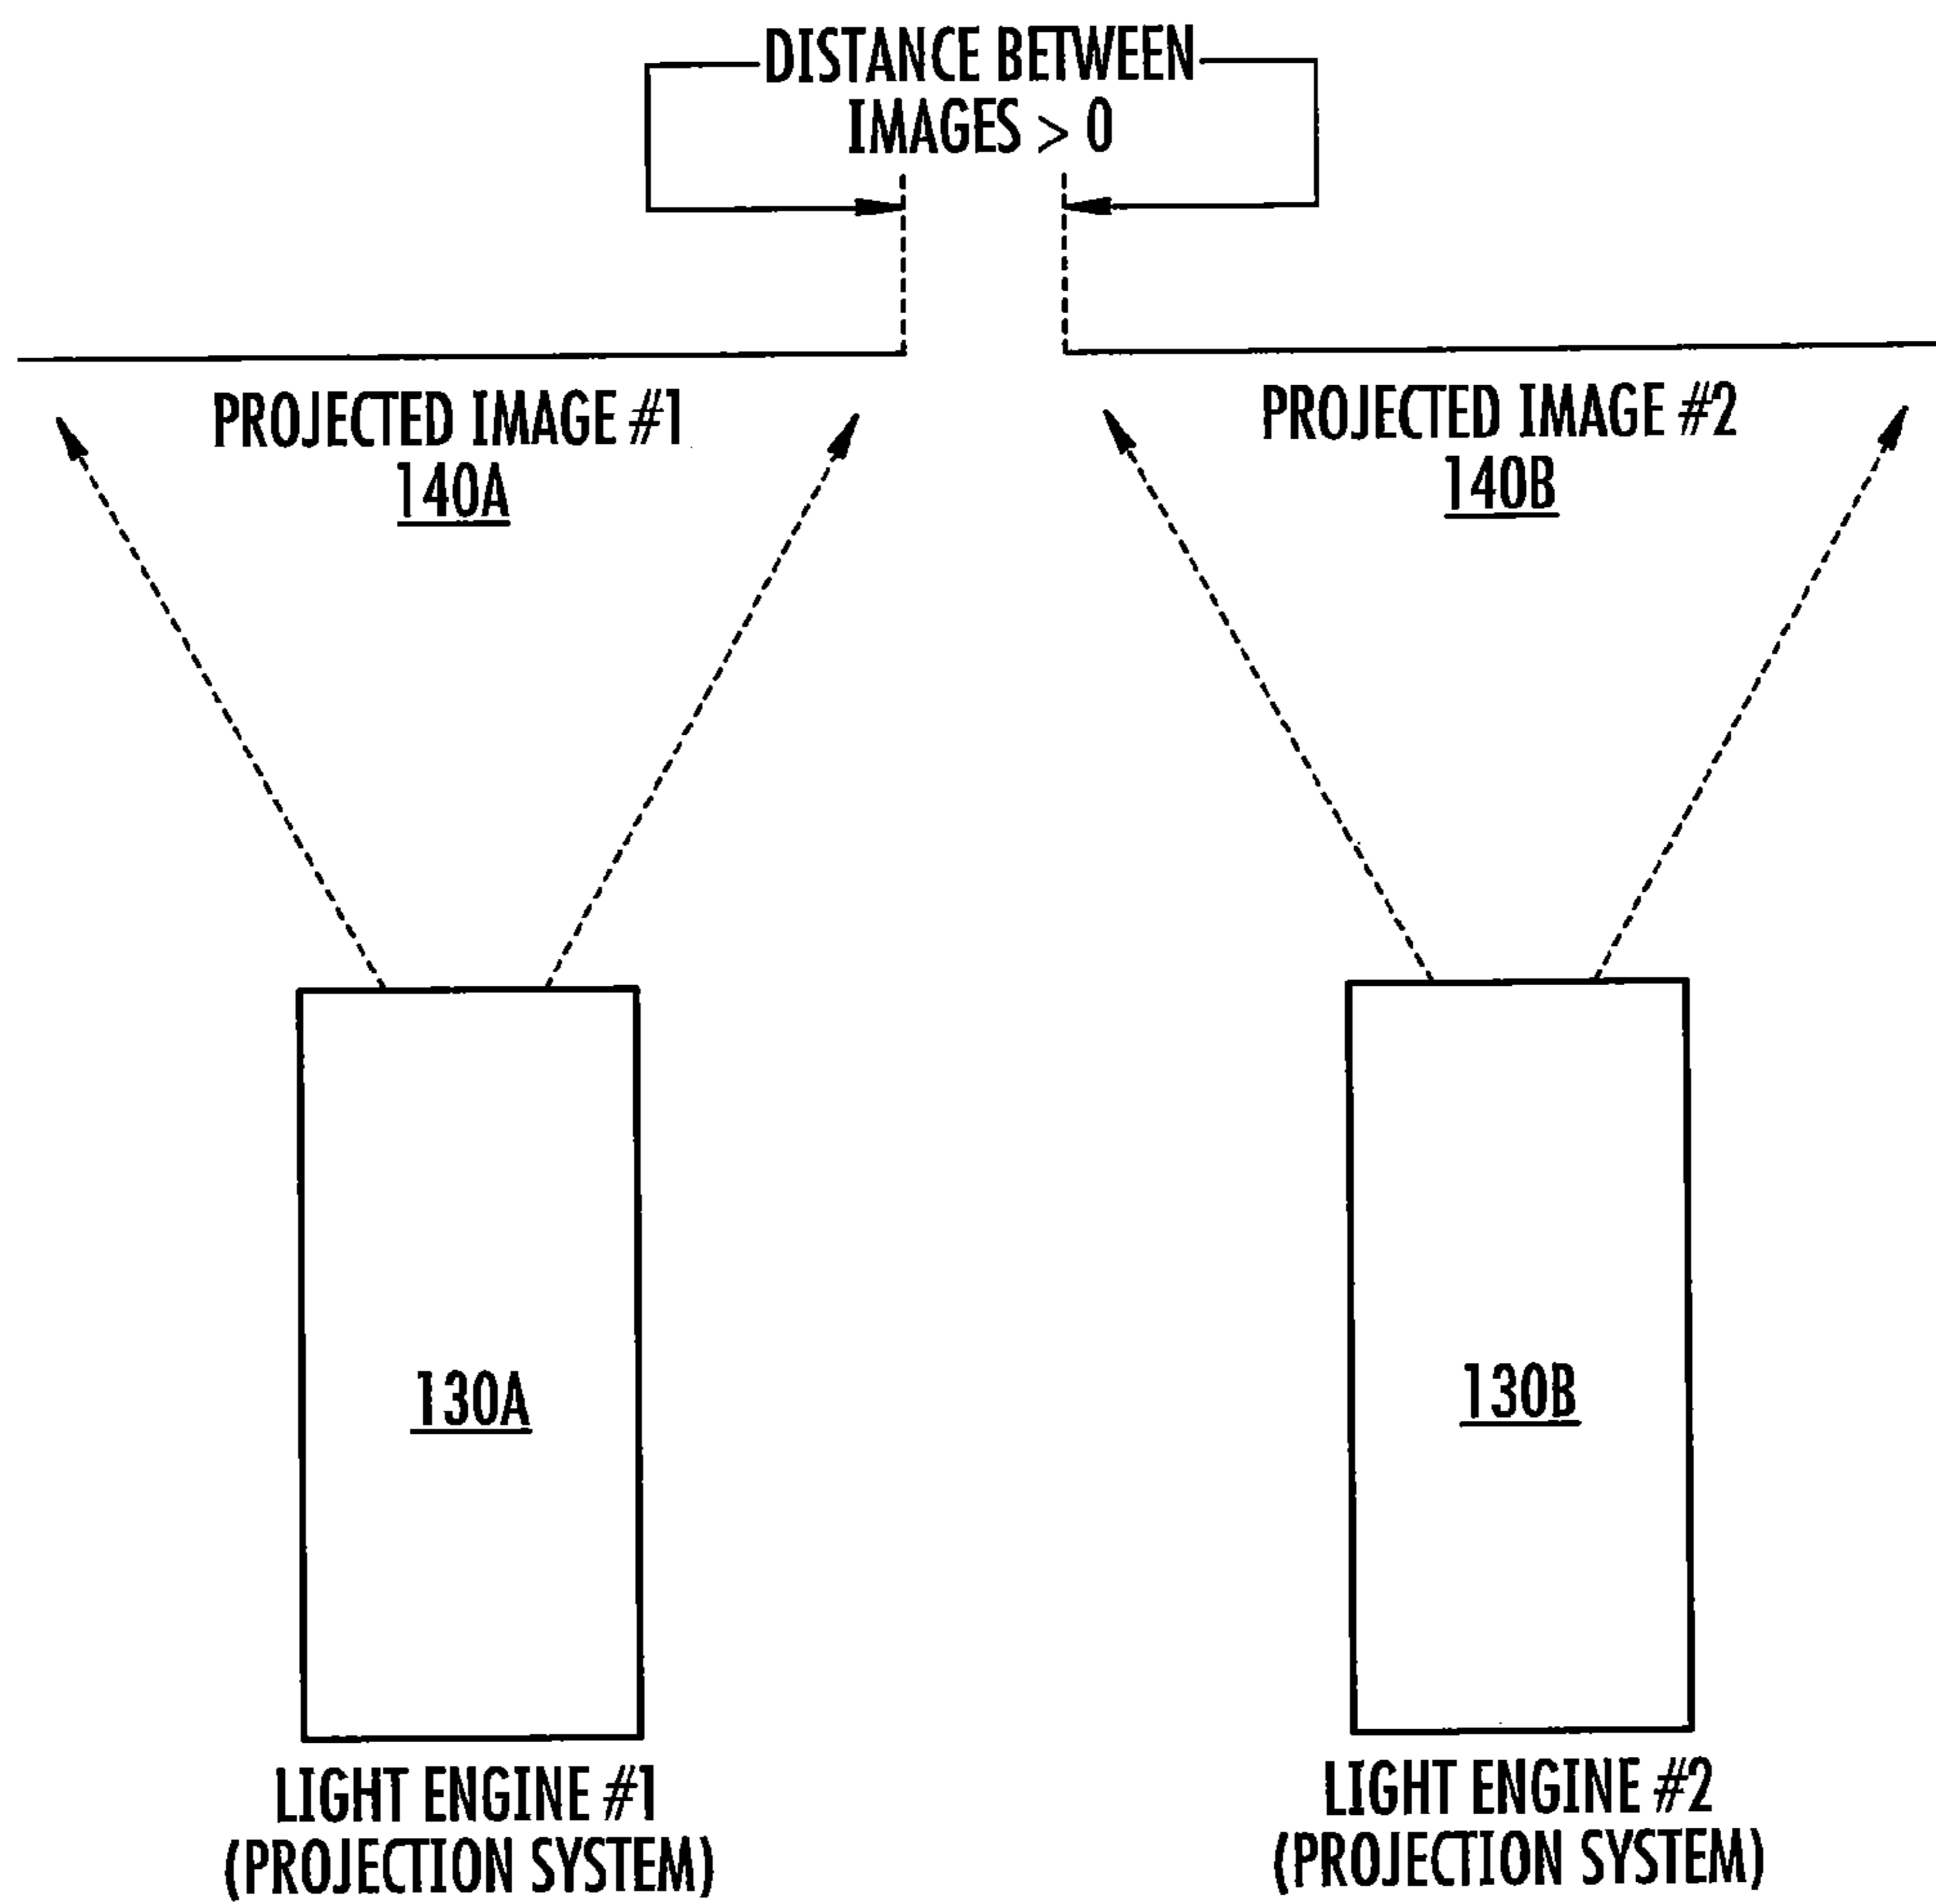 DISTANCE BETWEEN
IMAGES > 0
PROJECTED IMAGE #1
140A
PROJECTED IMAGE #2
140B
130A
130B
LIGHT ENGINE #1
(PROJECTION SYSTEM)
LIGHT ENGINE #2
(PROJECTION SYSTEM)